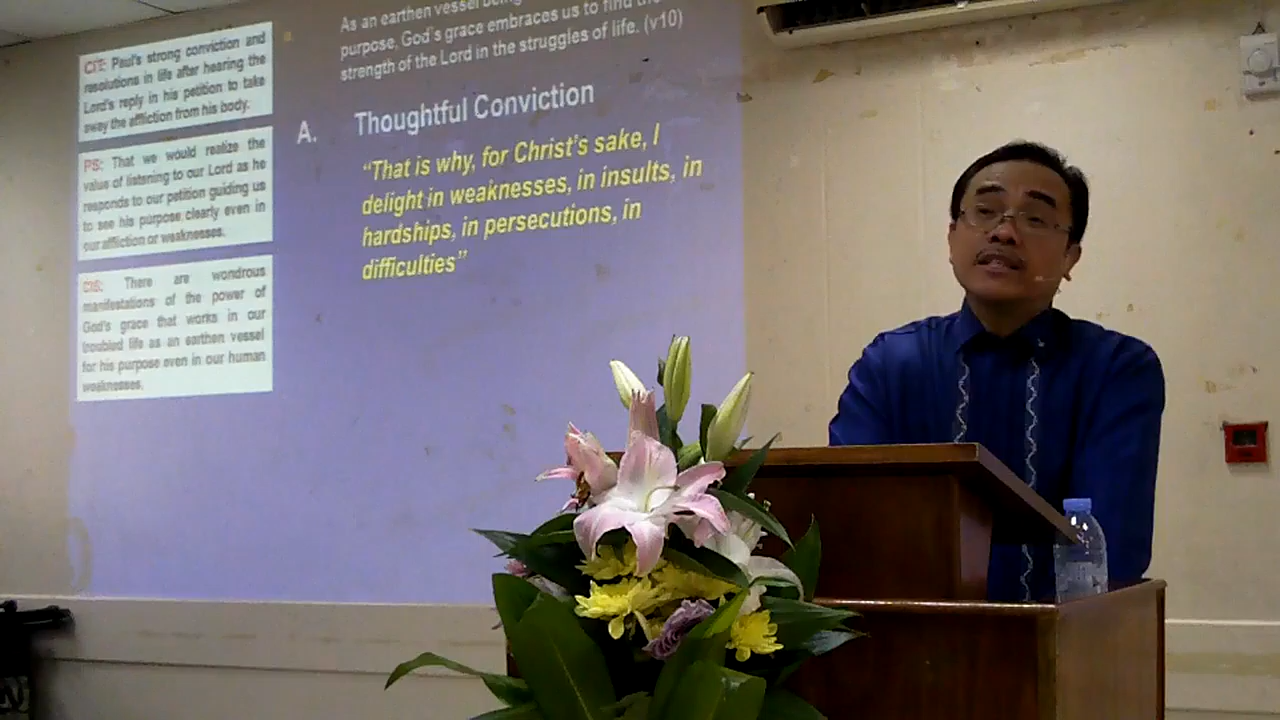 CIT: Paul's strong conviction and
resolutions in life after hearing the
Lord's reply in his petition to take
away the affliction from his body.
PS: That we would realize the
value of listening to our Lord as he
responds to our petition guiding us
to see his purpose clearly even in
our affliction or weaknesses.
CIS: There are wondrous
manifestations of the power of
God's grace that works in our
troubled life as an earthen vessel
for his purpose even in our human
weaknesses.
As an earthen vessel being
purpose, God's grace embraces us to find the
strength of the Lord in the struggles of life. (v10)
A. Thoughtful Conviction
"That is why, for Christ's sake, I
delight in weaknesses, in insults, in
hardships, in persecutions, in
difficulties"